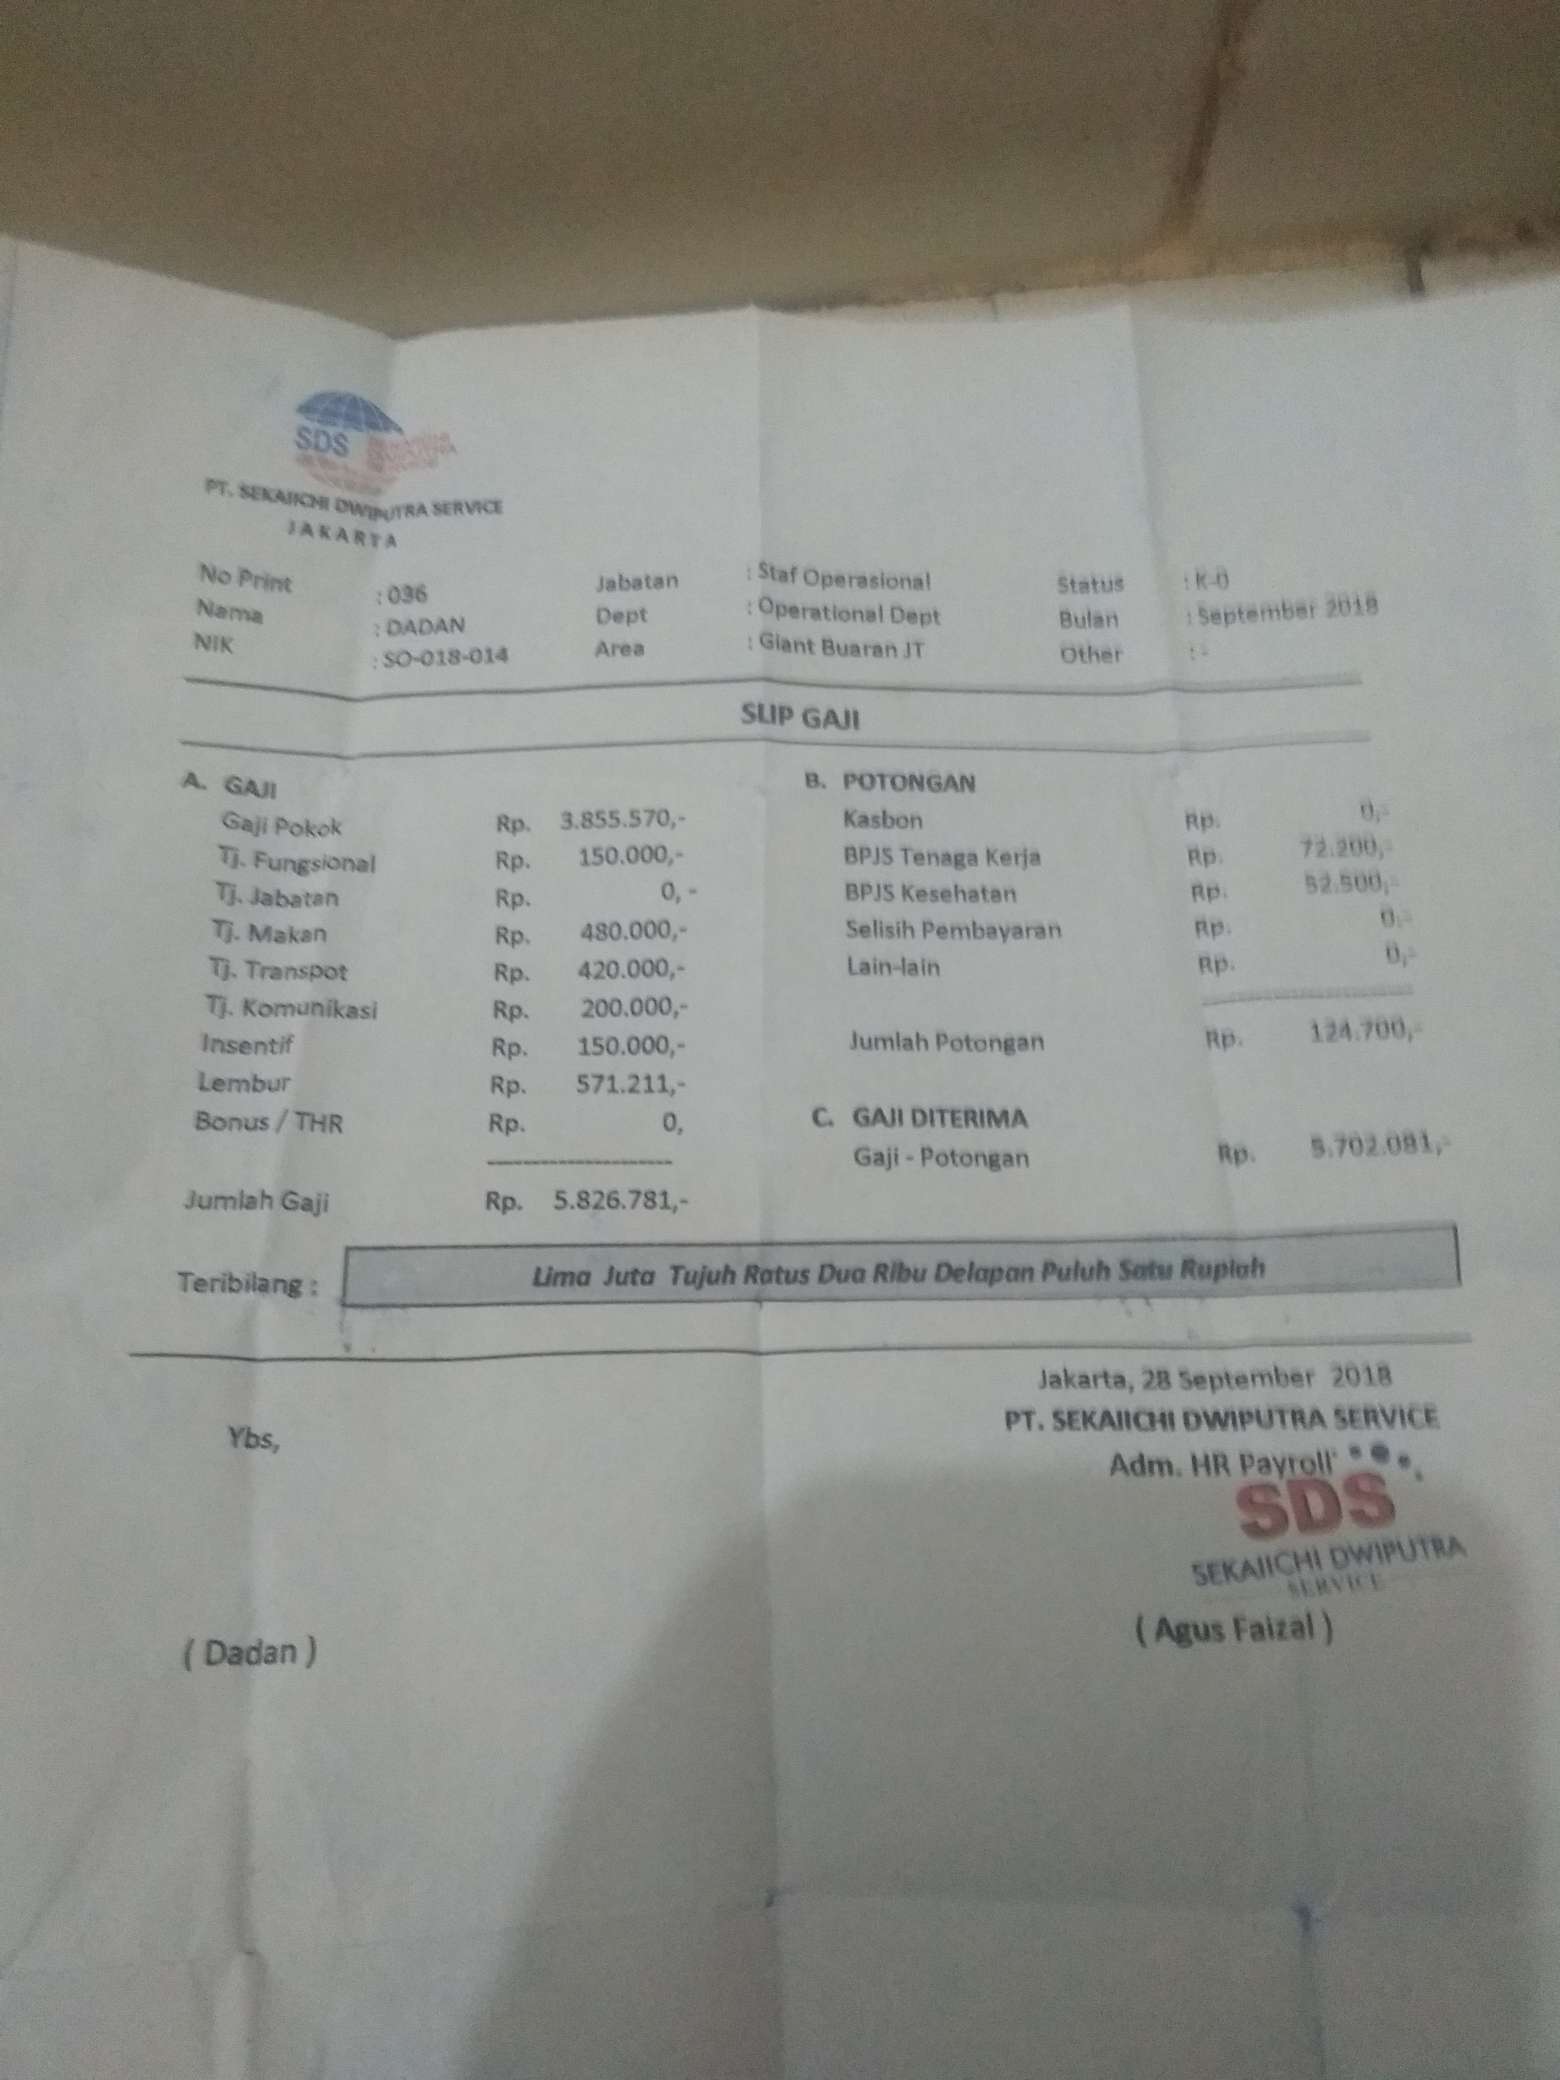 SDS
PT. SEKAIICHI DWIPUTRA SERVICE
JAKARTA
No Print : 036 Jabatan : Staf Operasional Status : K-0
Nama : DADAN Dept : Operational Dept Bulan : September 2018
NIK : SO-018-014 Area : Giant Buaran JT Other : -
SLIP GAJI
A. GAJI B. POTONGAN
Gaji Pokok Rp. 3.855.570,- Kasbon Rp. 0,-
Tj. Fungsional Rp. 150.000,- BPJS Tenaga Kerja Rp. 72.200,-
Tj. Jabatan Rp. 0, - BPJS Kesehatan Rp. 52.500,-
Tj. Makan Rp. 480.000,- Selisih Pembayaran Rp. 0,-
Tj. Transpot Rp. 420.000,- Lain-lain Rp. 0,-
Tj. Komunikasi Rp. 200.000,-
Insentif Rp. 150.000,- Jumlah Potongan Rp. 124.700,-
Lembur Rp. 571.211,-
Bonus / THR Rp. 0, C. GAJI DITERIMA
Gaji - Potongan Rp. 5.702.081,-
Jumlah Gaji Rp. 5.826.781,-
Teribilang : Lima Juta Tujuh Ratus Dua Ribu Delapan Puluh Satu Rupiah
Jakarta, 28 September 2018
Ybs, PT. SEKAIICHI DWIPUTRA SERVICE
Adm. HR Payroll
SDS
SEKAIICHI DWIPUTRA
SERVICE
( Dadan ) ( Agus Faizal )